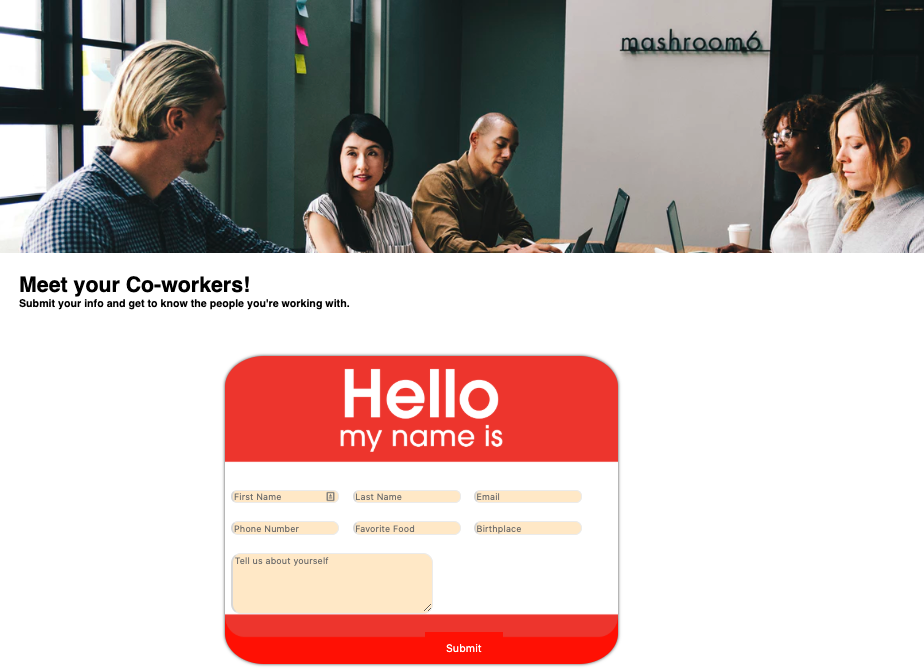 mashroom6
Meet your Co-workers!
Submit your info and get to know the people you're working with.
Hello
my name is
First Name
Last Name
Email
Phone Number
Favorite Food
Birthplace
Tell us about yourself
Submit